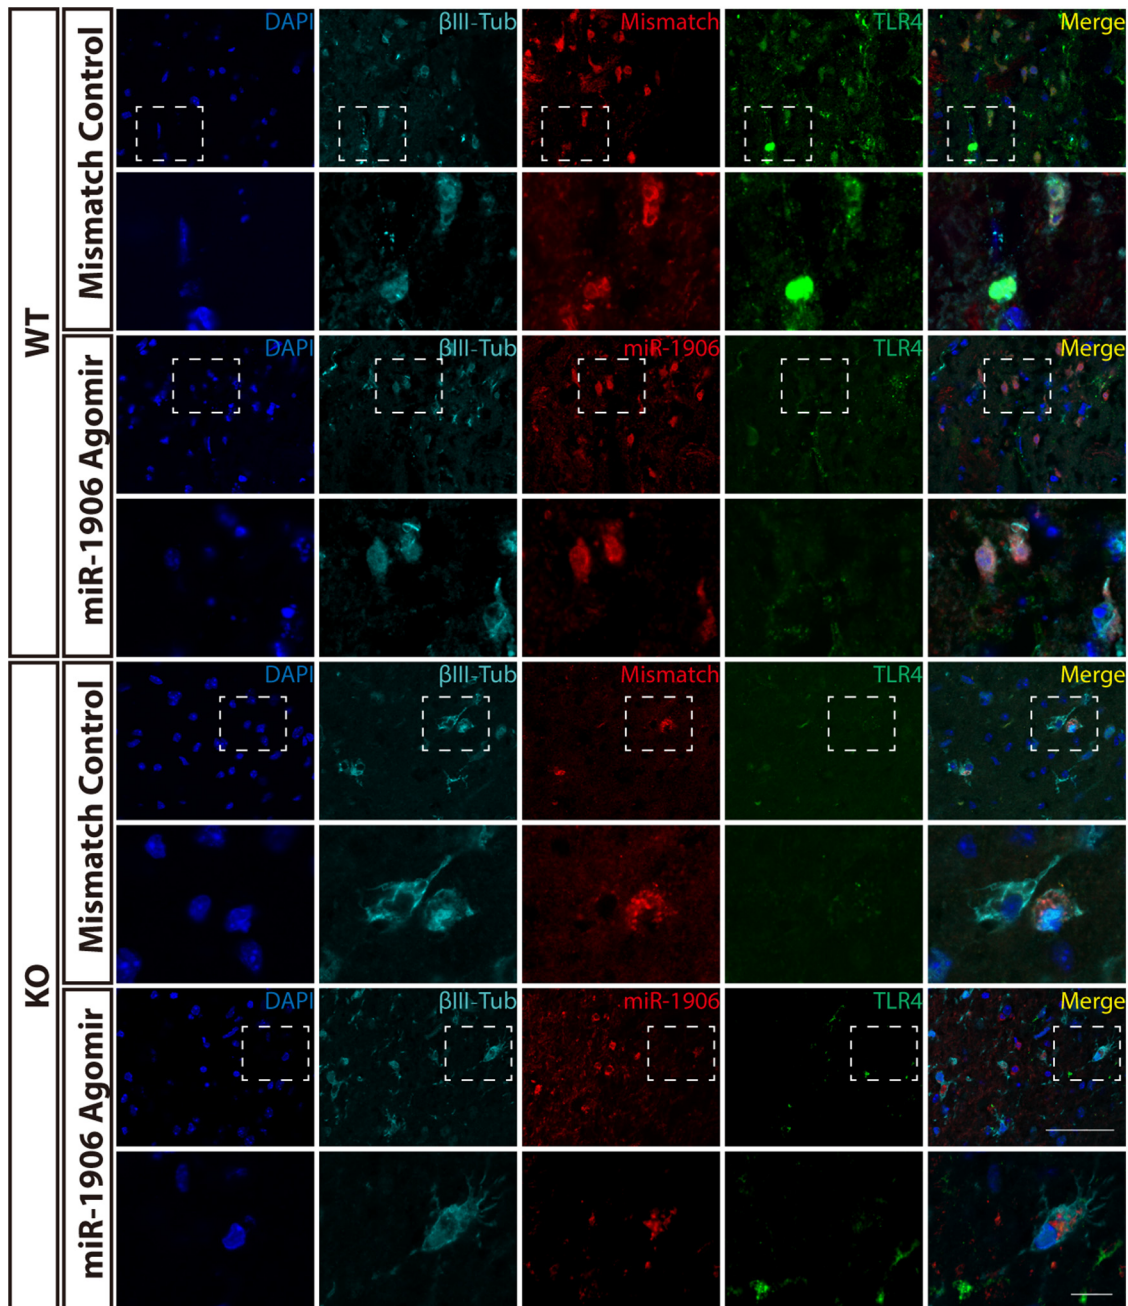 WT
Mismatch Control
DAPI
βIII-Tub
Mismatch
TLR4
Merge
miR-1906 Agomir
DAPI
βIII-Tub
miR-1906
TLR4
Merge
KO
Mismatch Control
DAPI
βIII-Tub
Mismatch
TLR4
Merge
miR-1906 Agomir
DAPI
βIII-Tub
miR-1906
TLR4
Merge